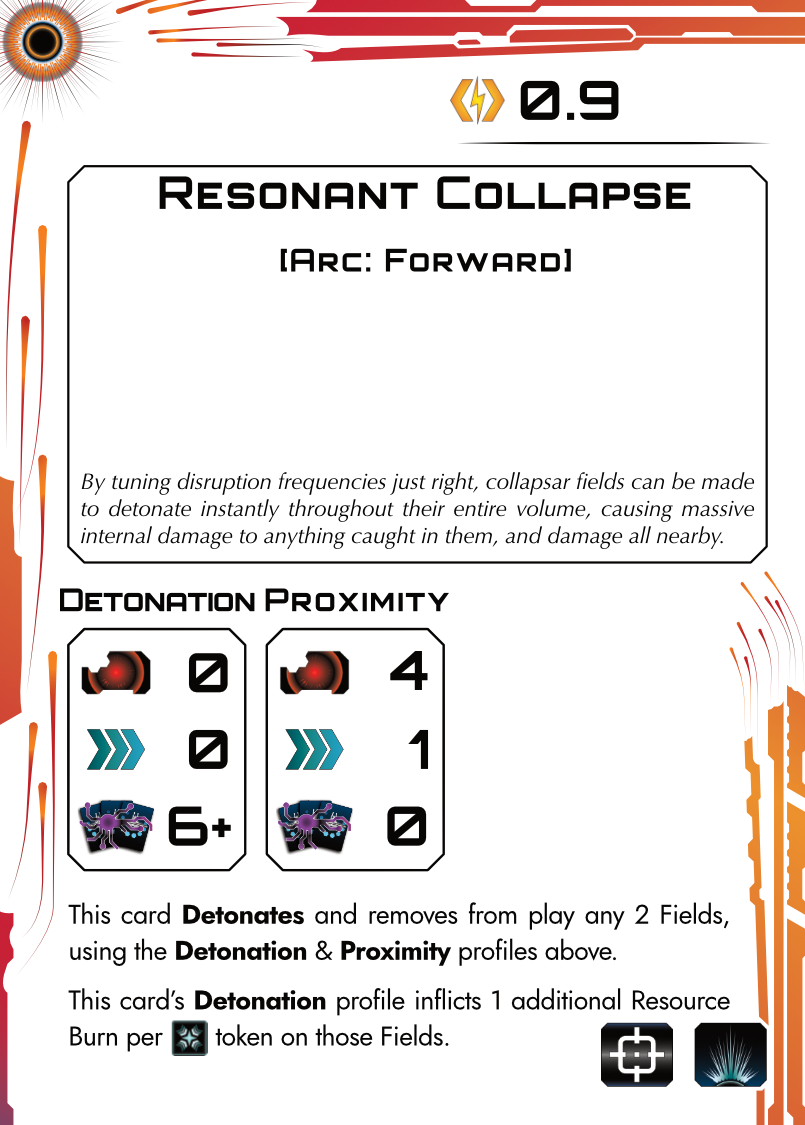 0.9
Resonant Collapse
[Arc: Forward]
By tuning disruption frequencies just right, collapsar fields can be made
to detonate instantly throughout their entire volume, causing massive
internal damage to anything caught in them, and damage all nearby.
Detonation Proximity
0 4
0 1
6+ 0
This card Detonates and removes from play any 2 Fields,
using the Detonation & Proximity profiles above.
This card's Detonation profile inflicts 1 additional Resource
Burn per token on those Fields.